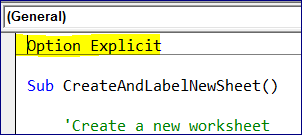 (General)
Option Explicit
Sub CreateAndLabelNewSheet()
'Create a new worksheet